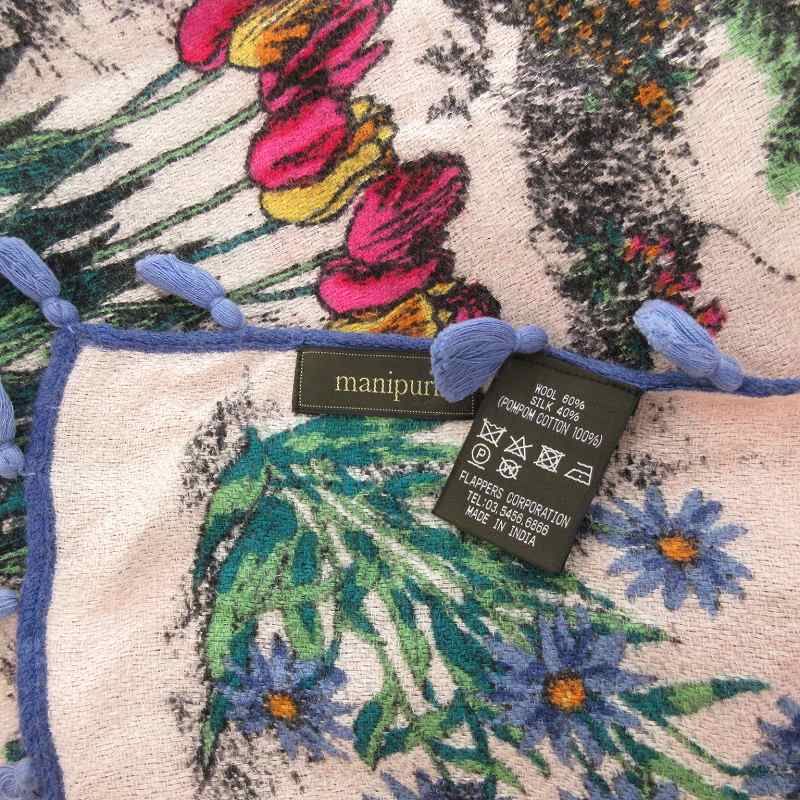 manipuri
WOOL 60%
SILK 40%
(POMPOM COTTON 100%)
FLAPPERS CORPORATION
TEL:03.5456.6866
MADE IN INDIA